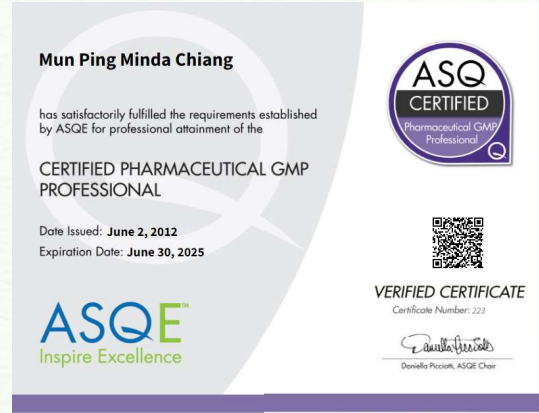 Mun Ping Minda Chiang
has satisfactorily fulfilled the requirements established
by ASQE for professional attainment of the
CERTIFIED PHARMACEUTICAL GMP
PROFESSIONAL
Date Issued: June 2, 2012
Expiration Date: June 30, 2025
ASQE™
Inspire Excellence
ASQ
CERTIFIED
Pharmaceutical GMP
Professional
VERIFIED CERTIFICATE
Certificate Number: 223
Daniella Picciotti, ASQE Chair